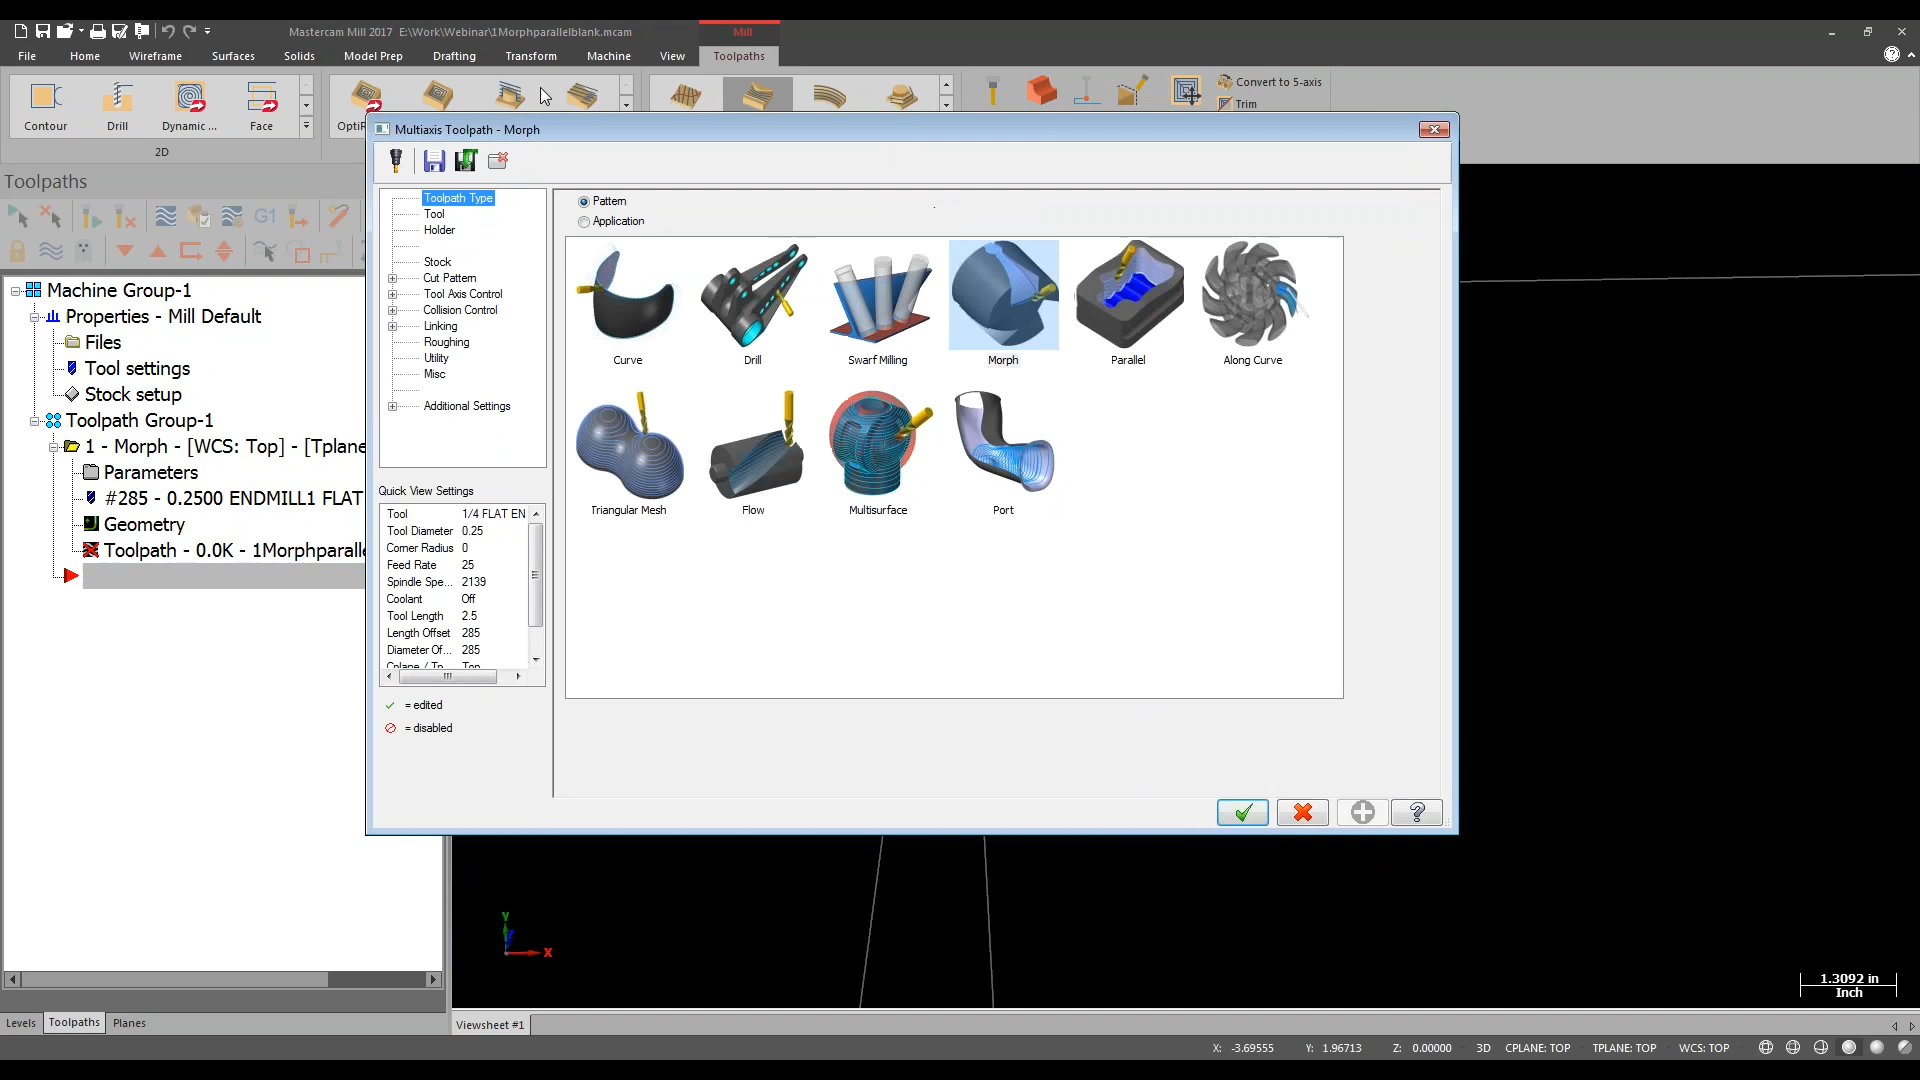 Mastercam Mill 2017 E:\Work\Webinar\1Morphparallelblank.mcam
Mill
File Home Wireframe Surfaces Solids Model Prep Drafting Transform Machine View Toolpaths
Convert to 5-axis
Trim
Contour Drill Dynamic ... Face
2D
Multiaxis Toolpath - Morph
Toolpaths
G1
Machine Group-1
Properties - Mill Default
Files
Tool settings
Stock setup
Toolpath Group-1
1 - Morph - [WCS: Top] - [Tplane
Parameters
#285 - 0.2500 ENDMILL1 FLAT
Geometry
Toolpath - 0.0K - 1Morphparalle
Toolpath Type
Tool
Holder
Stock
Cut Pattern
Tool Axis Control
Collision Control
Linking
Roughing
Utility
Misc
Additional Settings
Quick View Settings
Tool 1/4 FLAT EN
Tool Diameter 0.25
Corner Radius 0
Feed Rate 25
Spindle Spe... 2139
Coolant Off
Tool Length 2.5
Length Offset 285
Diameter Of... 285
Cplane / Tp... Top
= edited
= disabled
Pattern
Application
Curve Drill Swarf Milling Morph Parallel Along Curve
Triangular Mesh Flow Multisurface Port
Y
Z
X
1.3092 in
Inch
Levels Toolpaths Planes
Viewsheet #1
X: -3.69555 Y: 1.96713 Z: 0.00000 3D CPLANE: TOP TPLANE: TOP WCS: TOP